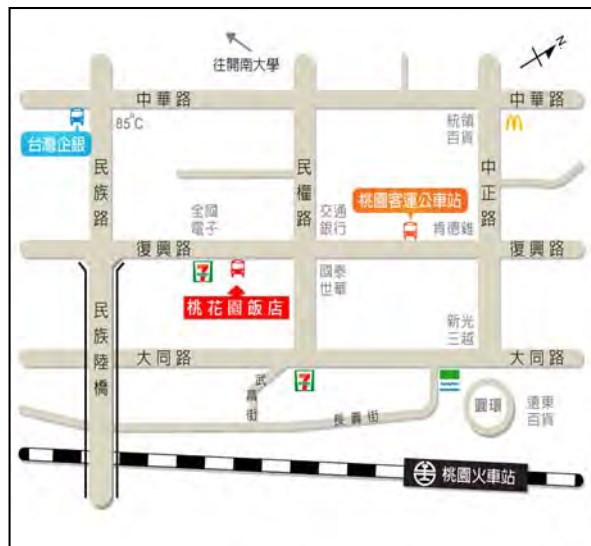 N
往開南大學
中華路
中華路
85°C
台灣企銀
統領
百貨
民族路
民權路
中正路
全國
電子
交通
銀行
桃園客運公車站
肯德雞
復興路
復興路
7
桃花園飯店
國泰
世華
民族陸橋
新光
三越
大同路
大同路
武昌街
7
圓環
遠東
百貨
長壽街
桃園火車站